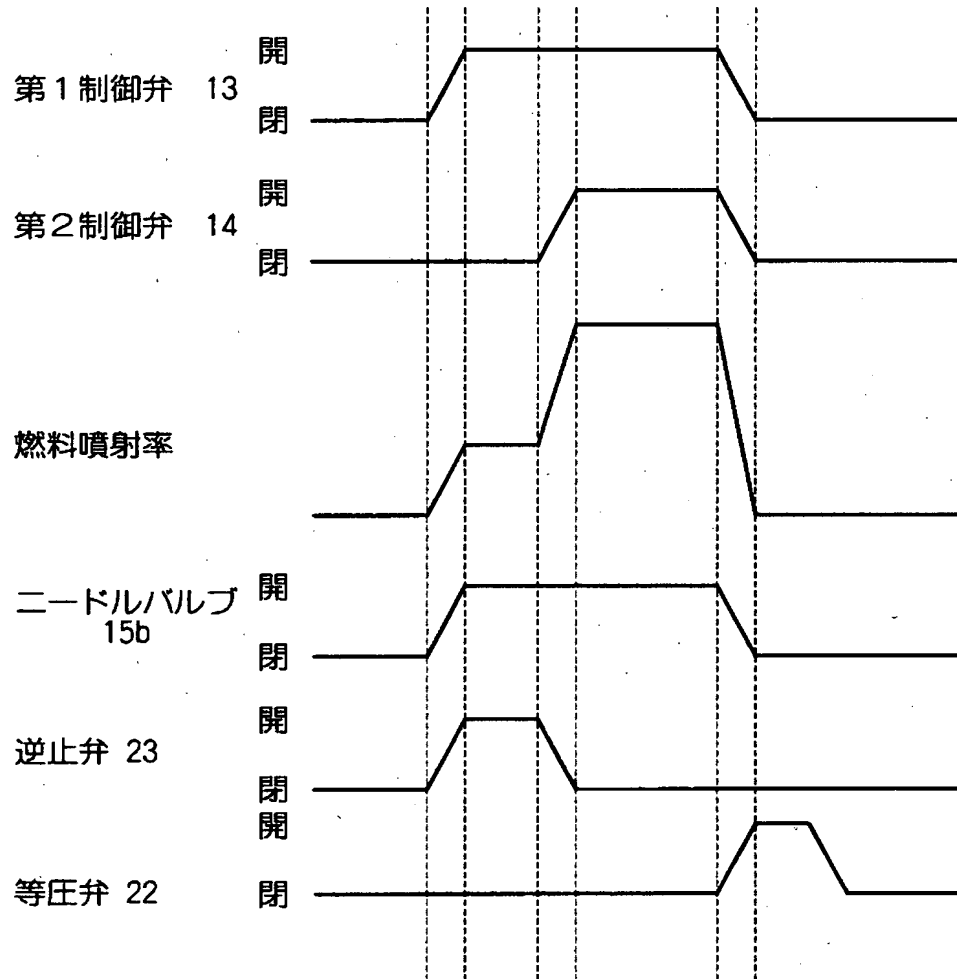 開
第1制御弁 13
閉
開
第2制御弁 14
閉
燃料噴射率
ニードルバルブ 開
15b
閉
開
逆止弁 23
閉
開
等圧弁 22 閉